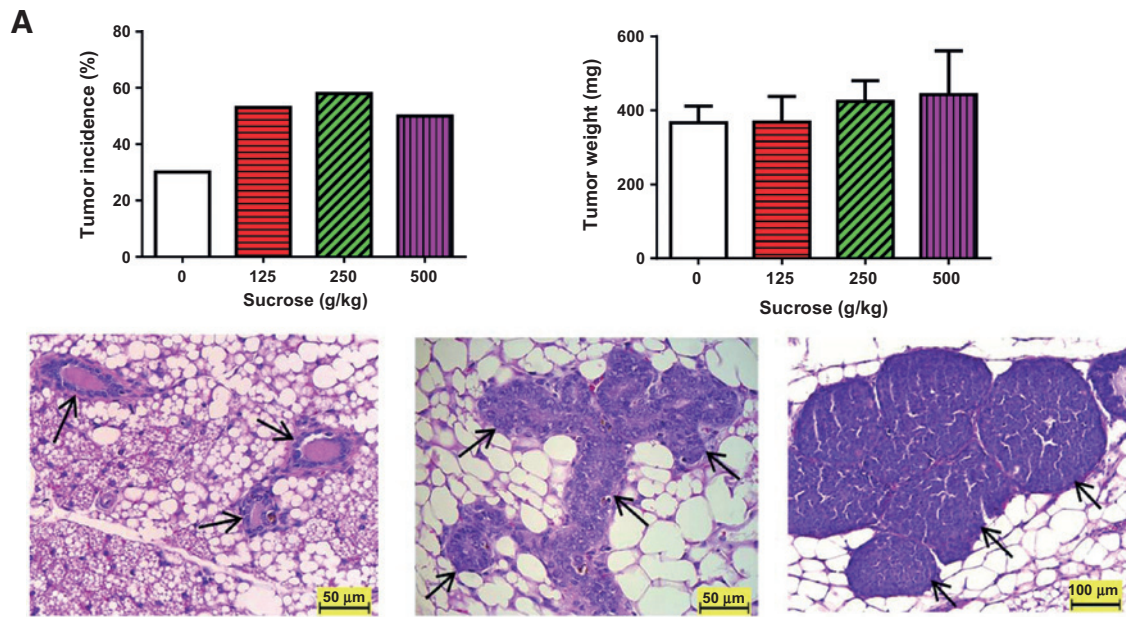 A
Tumor incidence (%)
80
60
40
20
0
0 125 250 500
Sucrose (g/kg)
Tumor weight (mg)
600
400
200
0
0 125 250 500
Sucrose (g/kg)
50 μm
50 μm
100 μm